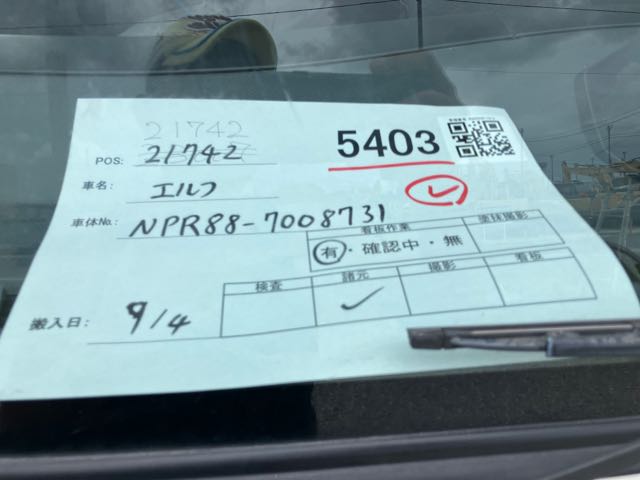 21742
5403
POS: 21742
車名: エルフ
車体No.: NPR88-7008731
看板作業 塗抹撮影
有・確認中・無
検査 諸元 撮影 看板
搬入日: 9/4